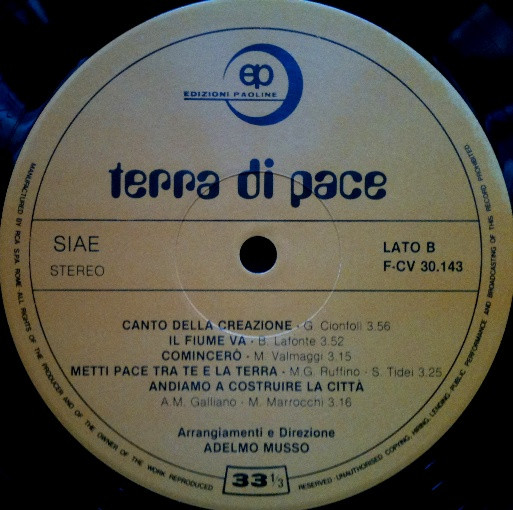 ep
EDIZIONI PAOLINE
terra di pace
SIAE
STEREO
LATO B
F-CV 30.143
CANTO DELLA CREAZIONE - G. Cionfoli 3.56
IL FIUME VA - B. Lafonte 3.52
COMINCERÒ - M. Valmaggi 3.15
METTI PACE TRA TE E LA TERRA - M.G. Ruffino - S. Tidei 3.25
ANDIAMO A COSTRUIRE LA CITTÀ
A.M. Galliano - M. Marrocchi 3.16
Arrangiamenti e Direzione
ADELMO MUSSO
33 1/3
MANUFACTURED BY RCA S.P.A. ROME ALL RIGHTS OF THE PRODUCER AND OF THE OWNER OF THE WORK REPRODUCED RESERVED · UNAUTHORISED COPYING, HIRING, LENDING, PUBLIC PERFORMANCE AND BROADCASTING OF THIS RECORD PROHIBITED